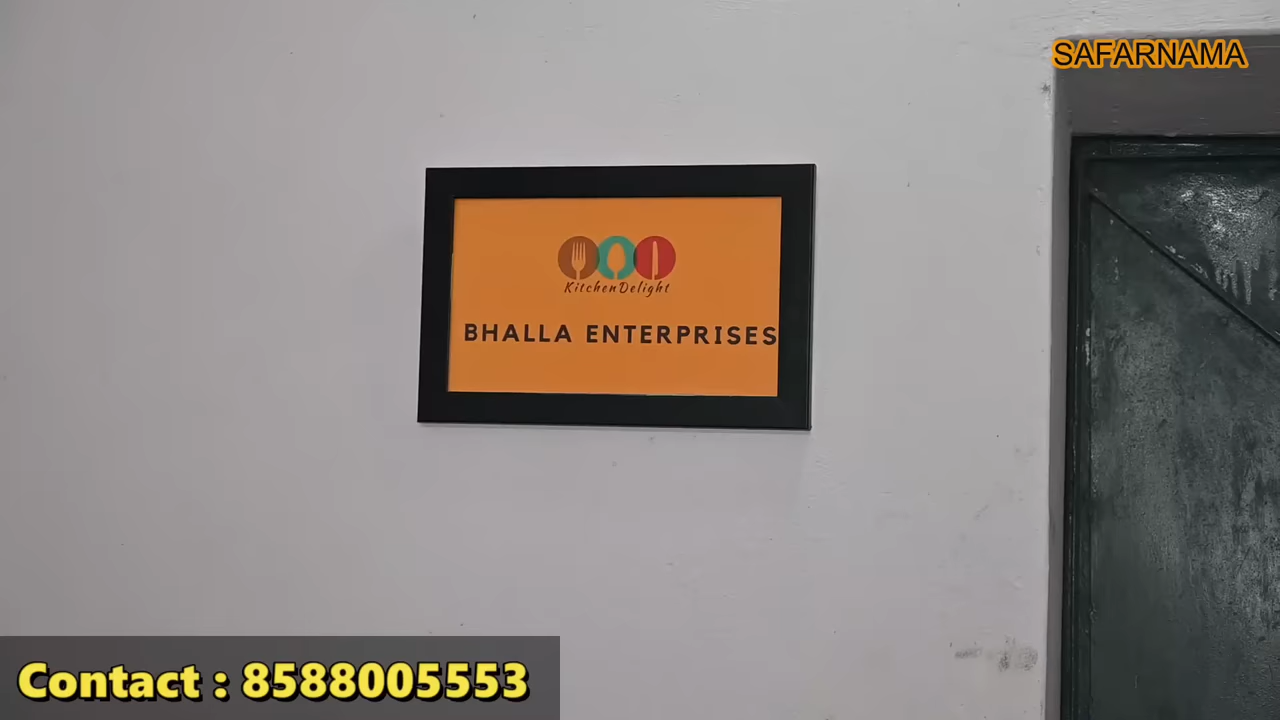 SAFARNAMA
KitchenDelight
BHALLA ENTERPRISES
Contact : 8588005553